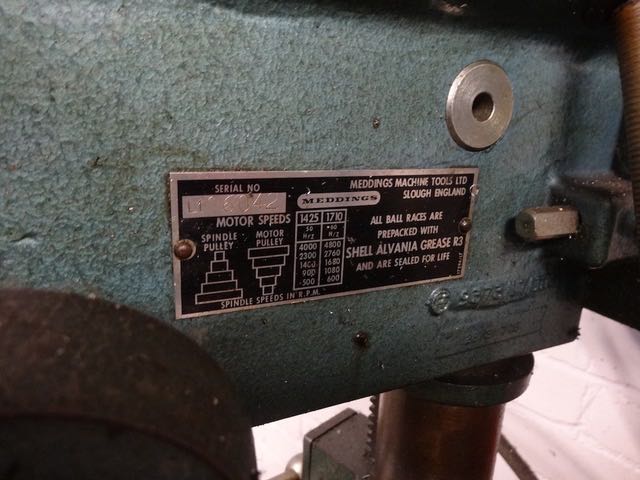 SERIAL NO
MEDDINGS
MEDDINGS MACHINE TOOLS LTD
SLOUGH ENGLAND
MOTOR SPEEDS
1425 1710
50 60
H/z H/z
SPINDLE PULLEY
MOTOR PULLEY
4000 4800
2300 2760
1400 1680
900 1080
500 600
SPINDLE SPEEDS IN R.P.M.
ALL BALL RACES ARE
PREPACKED WITH
SHELL ALVANIA GREASE R3
AND ARE SEALED FOR LIFE